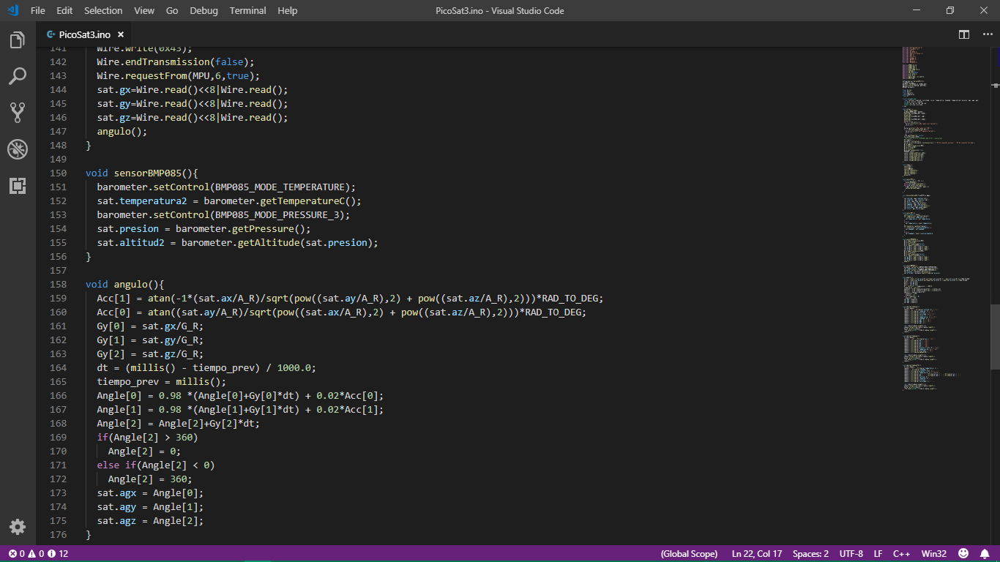 File Edit Selection View Go Debug Terminal Help PicoSat3.ino - Visual Studio Code
PicoSat3.ino
141 Wire.write(0x43);
142 Wire.endTransmission(false);
143 Wire.requestFrom(MPU,6,true);
144 sat.gx=Wire.read()<<8|Wire.read();
145 sat.gy=Wire.read()<<8|Wire.read();
146 sat.gz=Wire.read()<<8|Wire.read();
147 angulo();
148 }
149
150 void sensorBMP085(){
151 barometer.setControl(BMP085_MODE_TEMPERATURE);
152 sat.temperatura2 = barometer.getTemperatureC();
153 barometer.setControl(BMP085_MODE_PRESSURE_3);
154 sat.presion = barometer.getPressure();
155 sat.altitud2 = barometer.getAltitude(sat.presion);
156 }
157
158 void angulo(){
159 Acc[1] = atan(-1*(sat.ax/A_R)/sqrt(pow((sat.ay/A_R),2) + pow((sat.az/A_R),2)))*RAD_TO_DEG;
160 Acc[0] = atan((sat.ay/A_R)/sqrt(pow((sat.ax/A_R),2) + pow((sat.az/A_R),2)))*RAD_TO_DEG;
161 Gy[0] = sat.gx/G_R;
162 Gy[1] = sat.gy/G_R;
163 Gy[2] = sat.gz/G_R;
164 dt = (millis() - tiempo_prev) / 1000.0;
165 tiempo_prev = millis();
166 Angle[0] = 0.98 *(Angle[0]+Gy[0]*dt) + 0.02*Acc[0];
167 Angle[1] = 0.98 *(Angle[1]+Gy[1]*dt) + 0.02*Acc[1];
168 Angle[2] = Angle[2]+Gy[2]*dt;
169 if(Angle[2] > 360)
170 Angle[2] = 0;
171 else if(Angle[2] < 0)
172 Angle[2] = 360;
173 sat.agx = Angle[0];
174 sat.agy = Angle[1];
175 sat.agz = Angle[2];
176 }
0 0 12 (Global Scope) Ln 22, Col 17 Spaces: 2 UTF-8 LF C++ Win32